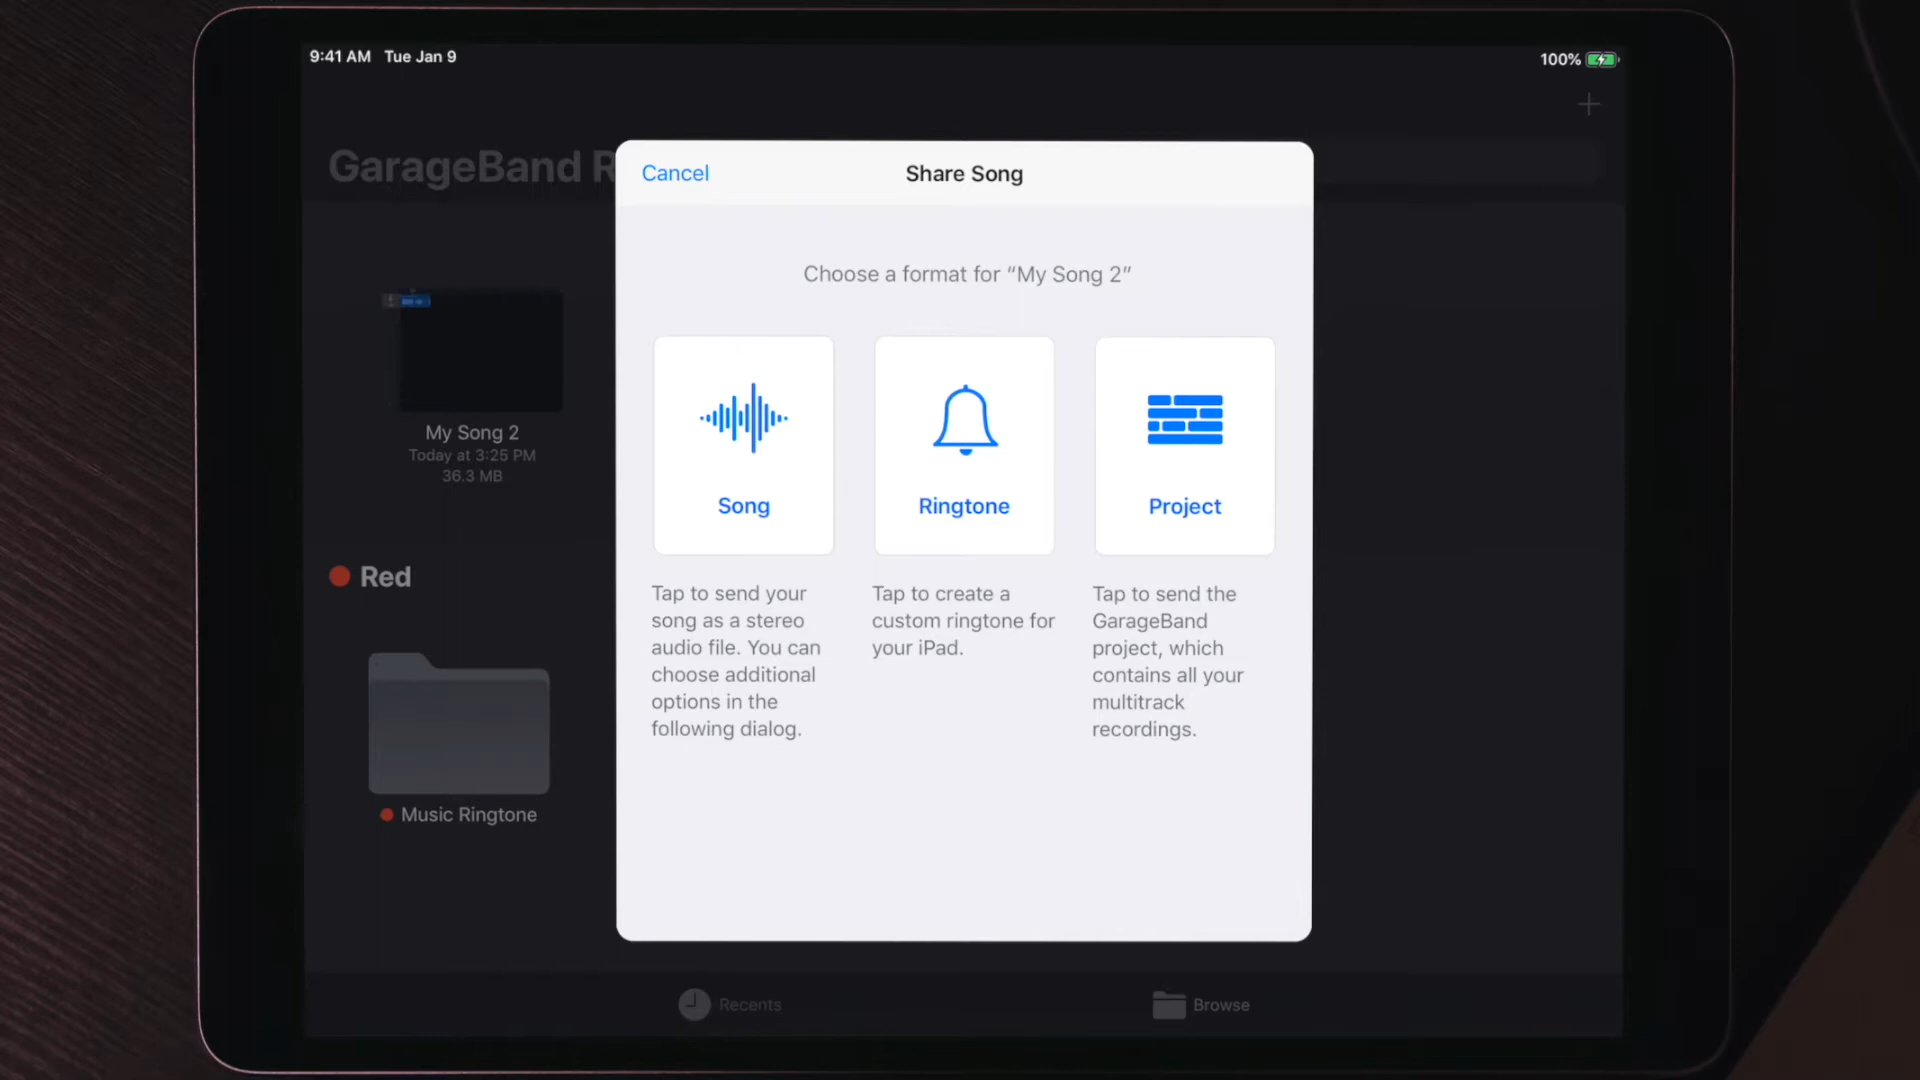 9:41 AM Tue Jan 9
100%
GarageBand R
Cancel
Share Song
Choose a format for “My Song 2”
Song
Ringtone
Project
Tap to send your
song as a stereo
audio file. You can
choose additional
options in the
following dialog.
Tap to create a
custom ringtone for
your iPad.
Tap to send the
GarageBand
project, which
contains all your
multitrack
recordings.
My Song 2
Today at 3:25 PM
36.3 MB
Red
Music Ringtone
Recents
Browse